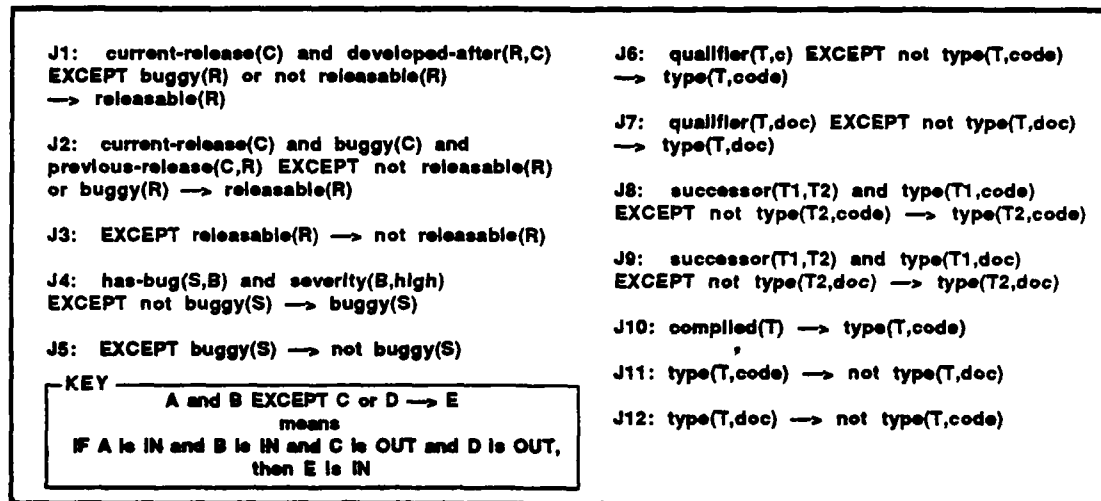 J1: current-release(C) and developed-after(R,C)
EXCEPT buggy(R) or not releasable(R)
—> releasable(R)
J2: current-release(C) and buggy(C) and
previous-release(C,R) EXCEPT not releasable(R)
or buggy(R) —> releasable(R)
J3: EXCEPT releasable(R) —> not releasable(R)
J4: has-bug(S,B) and severity(B,high)
EXCEPT not buggy(S) —> buggy(S)
J5: EXCEPT buggy(S) —> not buggy(S)
KEY
A and B EXCEPT C or D —> E
means
IF A is IN and B is IN and C is OUT and D is OUT,
then E is IN
J6: qualifier(T,c) EXCEPT not type(T,code)
—> type(T,code)
J7: qualifier(T,doc) EXCEPT not type(T,doc)
—> type(T,doc)
J8: successor(T1,T2) and type(T1,code)
EXCEPT not type(T2,code) —> type(T2,code)
J9: successor(T1,T2) and type(T1,doc)
EXCEPT not type(T2,doc) —> type(T2,doc)
J10: compiled(T) —> type(T,code)
J11: type(T,code) —> not type(T,doc)
J12: type(T,doc) —> not type(T,code)